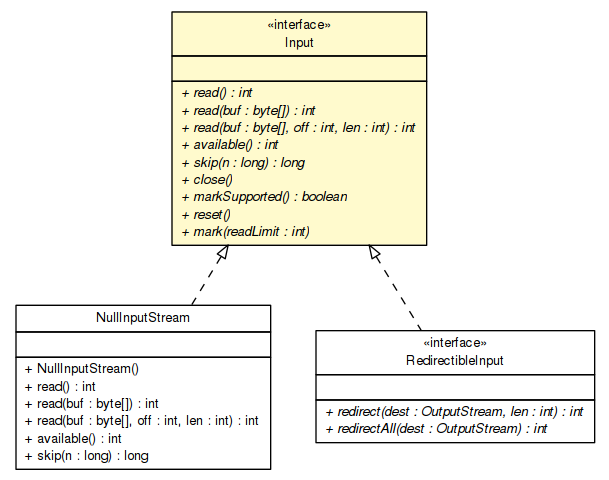 «interface»
Input
+ read() : int
+ read(buf : byte[]) : int
+ read(buf : byte[], off : int, len : int) : int
+ available() : int
+ skip(n : long) : long
+ close()
+ markSupported() : boolean
+ reset()
+ mark(readLimit : int)
NullInputStream
+ NullInputStream()
+ read() : int
+ read(buf : byte[]) : int
+ read(buf : byte[], off : int, len : int) : int
+ available() : int
+ skip(n : long) : long
«interface»
RedirectibleInput
+ redirect(dest : OutputStream, len : int) : int
+ redirectAll(dest : OutputStream) : int